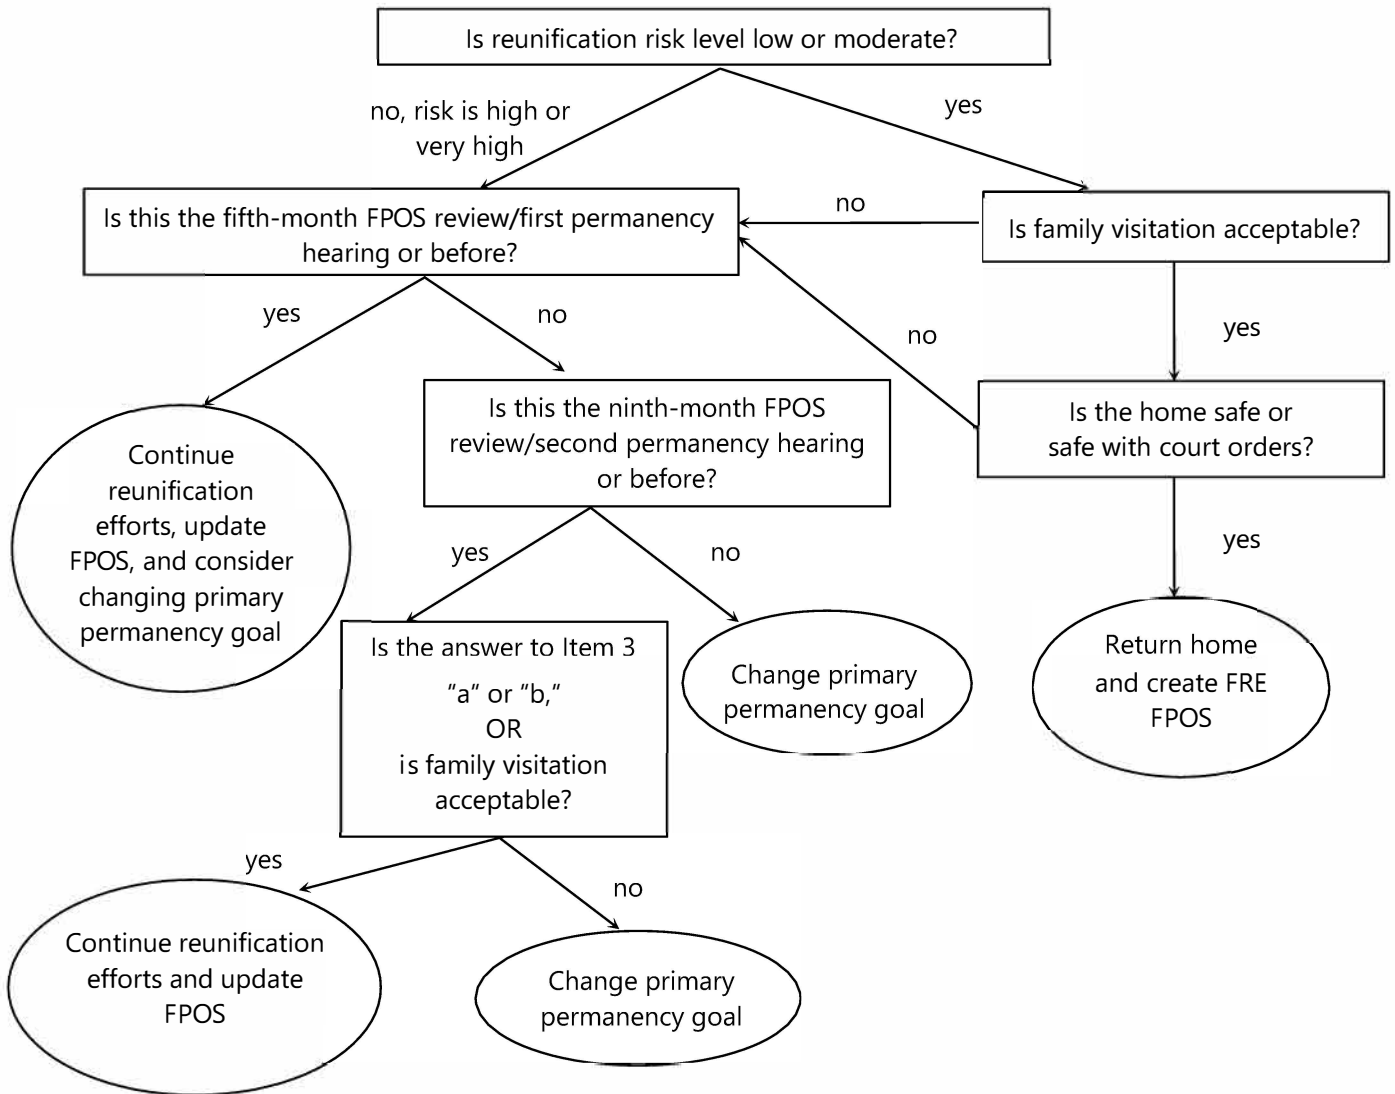 Is reunification risk level low or moderate?
no, risk is high or
very high
yes
Is this the fifth-month FPOS review/first permanency
hearing or before?
no
Is family visitation acceptable?
yes
no
no
yes
Is the ninth-month FPOS
review/second permanency hearing
or before?
Is the home safe or
safe with court orders?
Continue
reunification
efforts, update
FPOS, and consider
changing primary
permanency goal
yes
no
yes
Is the answer to Item 3
"a" or "b,"
OR
is family visitation
acceptable?
Change primary
permanency goal
Return home
and create FRE
FPOS
yes
no
Continue reunification
efforts and update
FPOS
Change primary
permanency goal